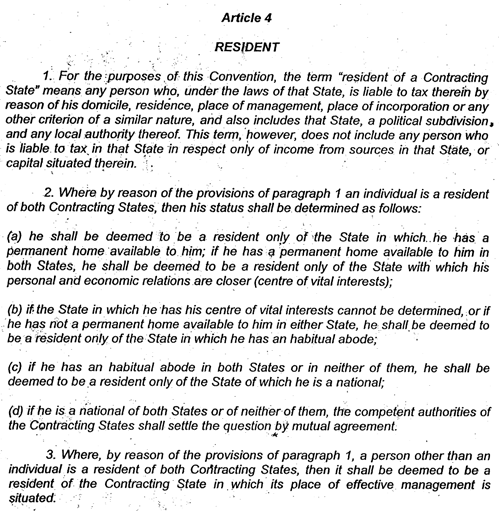 Article 4
RESIDENT
1. For the purposes of this Convention, the term "resident of a Contracting
State" means any person who, under the laws of that State, is liable to tax therein by
reason of his domicile, residence, place of management, place of incorporation or any
other criterion of a similar nature, and also includes that State, a political subdivision,
and any local authority thereof. This term, however, does not include any person who
is liable to tax in that State in respect only of income from sources in that State, or
capital situated therein.
2. Where by reason of the provisions of paragraph 1 an individual is a resident
of both Contracting States, then his status shall be determined as follows:
(a) he shall be deemed to be a resident only of the State in which he has a
permanent home available to him; if he has a permanent home available to him in
both States, he shall be deemed to be a resident only of the State with which his
personal and economic relations are closer (centre of vital interests);
(b) if the State in which he has his centre of vital interests cannot be determined, or if
he has not a permanent home available to him in either State, he shall be deemed to
be a resident only of the State in which he has an habitual abode;
(c) if he has an habitual abode in both States or in neither of them, he shall be
deemed to be a resident only of the State of which he is a national;
(d) if he is a national of both States or of neither of them, the competent authorities of
the Contracting States shall settle the question by mutual agreement.
3. Where, by reason of the provisions of paragraph 1, a person other than an
individual is a resident of both Contracting States, then it shall be deemed to be a
resident of the Contracting State in which its place of effective management is
situated.